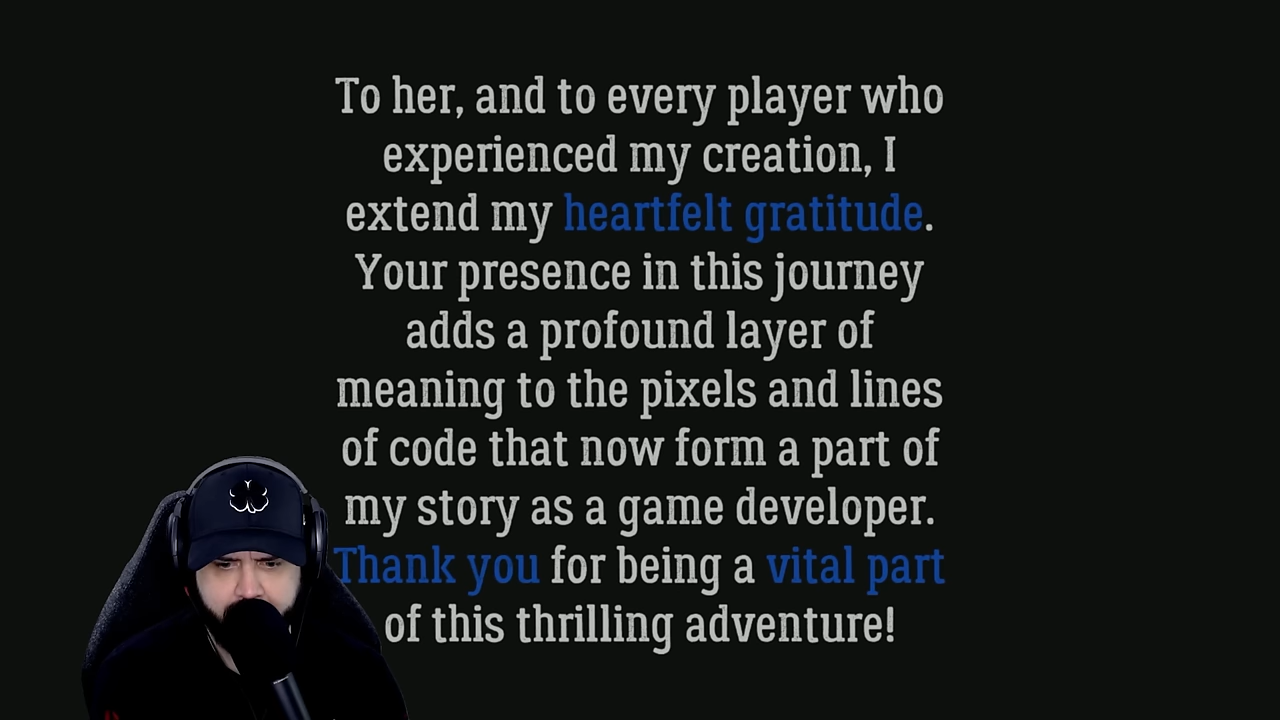 To her, and to every player who
experienced my creation, I
extend my heartfelt gratitude.
Your presence in this journey
adds a profound layer of
meaning to the pixels and lines
of code that now form a part of
my story as a game developer.
Thank you for being a vital part
of this thrilling adventure!